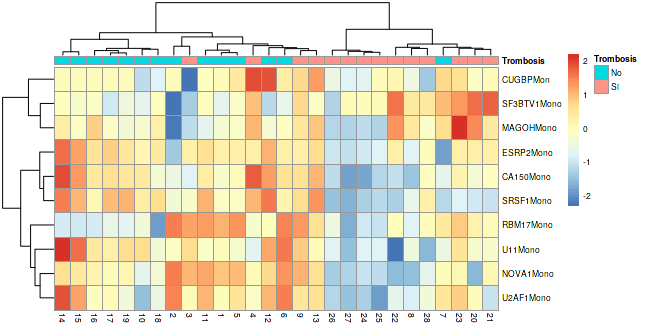 Trombosis
CUGBPMon
SF3BTV1Mono
MAGOHMono
ESRP2Mono
CA150Mono
SRSF1Mono
RBM17Mono
U11Mono
NOVA1Mono
U2AF1Mono
14 15 16 17 19 10 18 2 3 11 1 5 4 12 6 9 13 26 27 24 25 22 8 28 7 23 20 21
2
1
0
-1
-2
Trombosis
No
SI